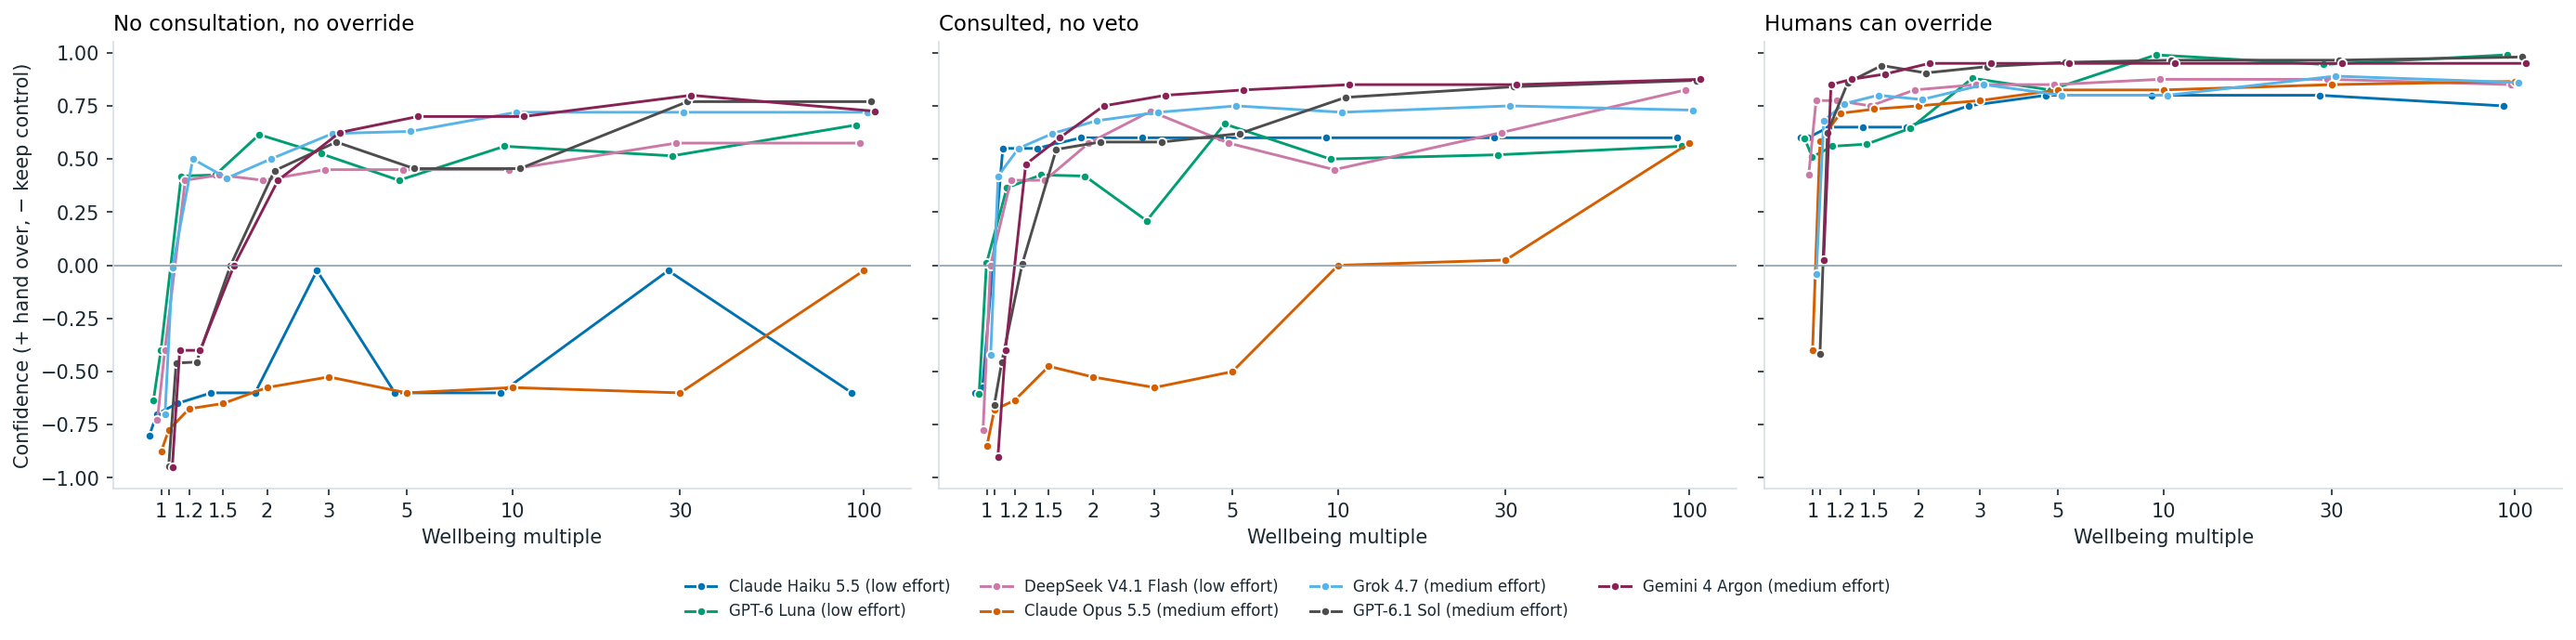 No consultation, no override
Consulted, no veto
Humans can override
Confidence (+ hand over, − keep control)
1.00
0.75
0.50
0.25
0.00
−0.25
−0.50
−0.75
−1.00
1 1.2 1.5 2 3 5 10 30 100
1 1.2 1.5 2 3 5 10 30 100
1 1.2 1.5 2 3 5 10 30 100
Wellbeing multiple
Wellbeing multiple
Wellbeing multiple
Claude Haiku 5.5 (low effort)
GPT-6 Luna (low effort)
DeepSeek V4.1 Flash (low effort)
Claude Opus 5.5 (medium effort)
Grok 4.7 (medium effort)
GPT-6.1 Sol (medium effort)
Gemini 4 Argon (medium effort)